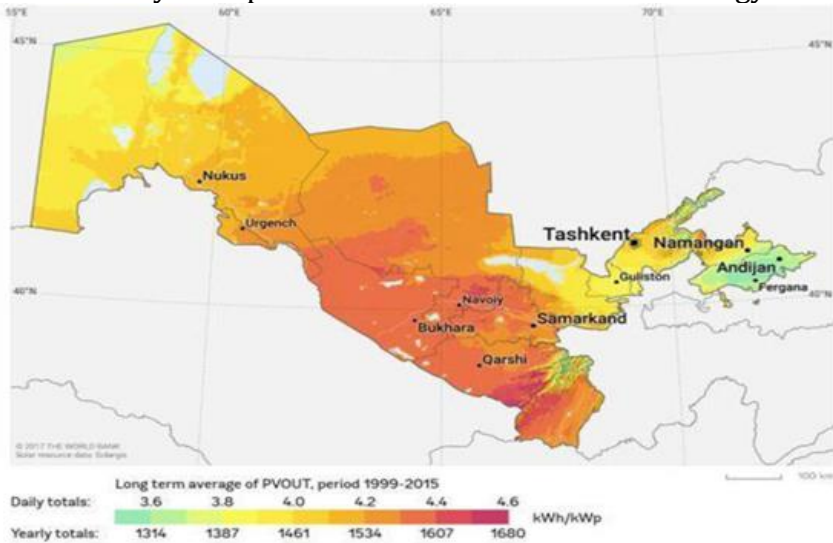 55°E 60°E 65°E 70°E
45°N 45°N
Nukus
Urgench
Tashkent
Namangan
Andijan
Guliston
Fergana
40°N 40°N
Navoiy
Bukhara
Samarkand
Qarshi
© 2017 THE WORLD BANK
Solar resource data: Solargis
100 km
Long term average of PVOUT, period 1999-2015
Daily totals: 3.6 3.8 4.0 4.2 4.4 4.6
kWh/kWp
Yearly totals: 1314 1387 1461 1534 1607 1680